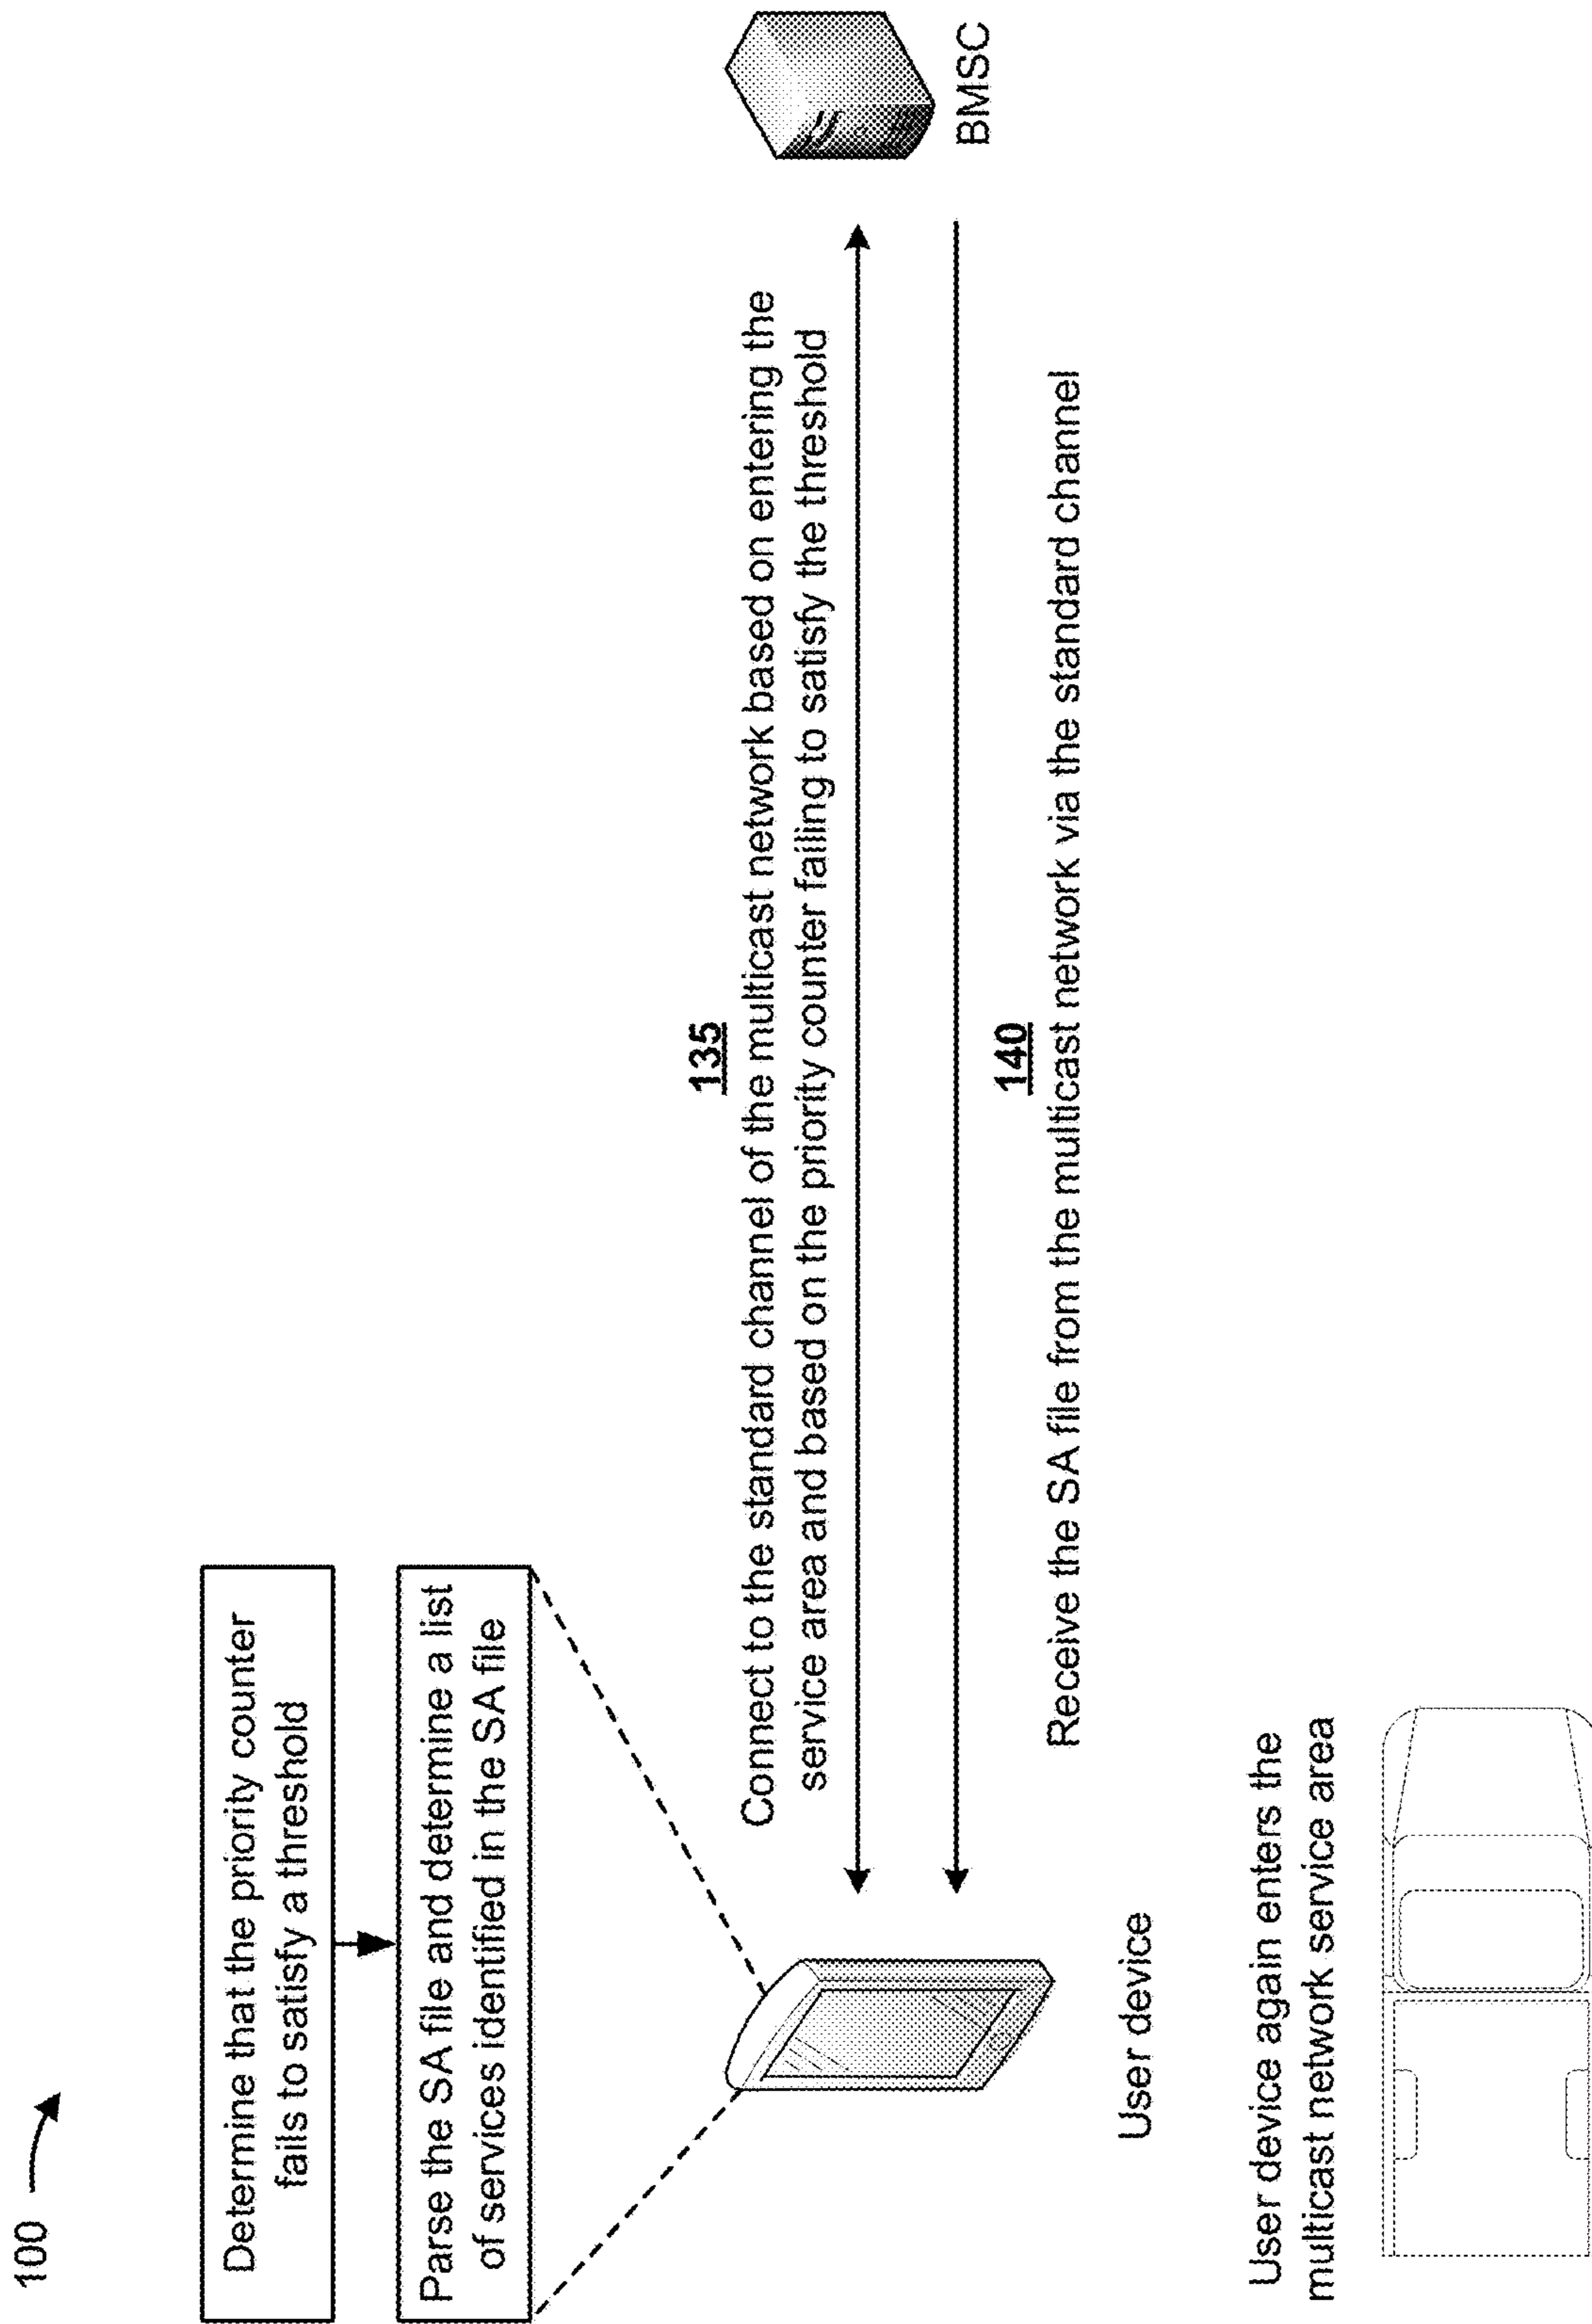 100
Determine that the priority counter
fails to satisfy a threshold
Parse the SA file and determine a list
of services identified in the SA file
135
Connect to the standard channel of the multicast network based on entering the
service area and based on the priority counter failing to satisfy the threshold
140
Receive the SA file from the multicast network via the standard channel
BMSC
User device
User device again enters the
multicast network service area